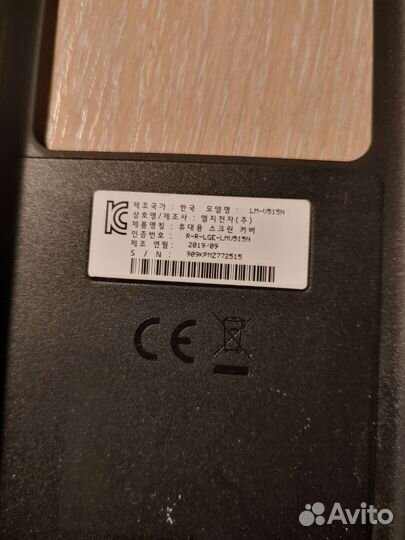 제조국가 : 한국 모델명 : LM-V515N
상호명/제조사 : 엘지전자(주)
제품명칭 : 휴대용 스크린 커버
인증번호 : R-R-LGE-LMV515N
제조 연월 : 2019/09
S / N : 909KPMZ772515
CE
Avito